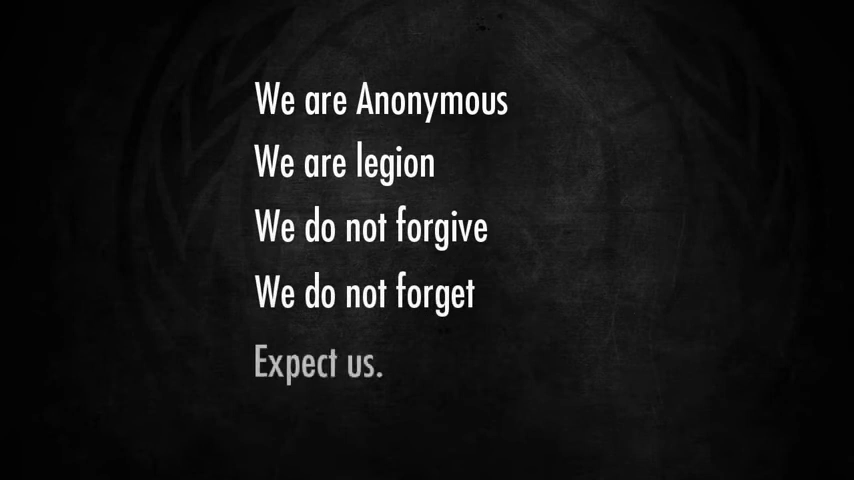 We are Anonymous
We are legion
We do not forgive
We do not forget
Expect us.